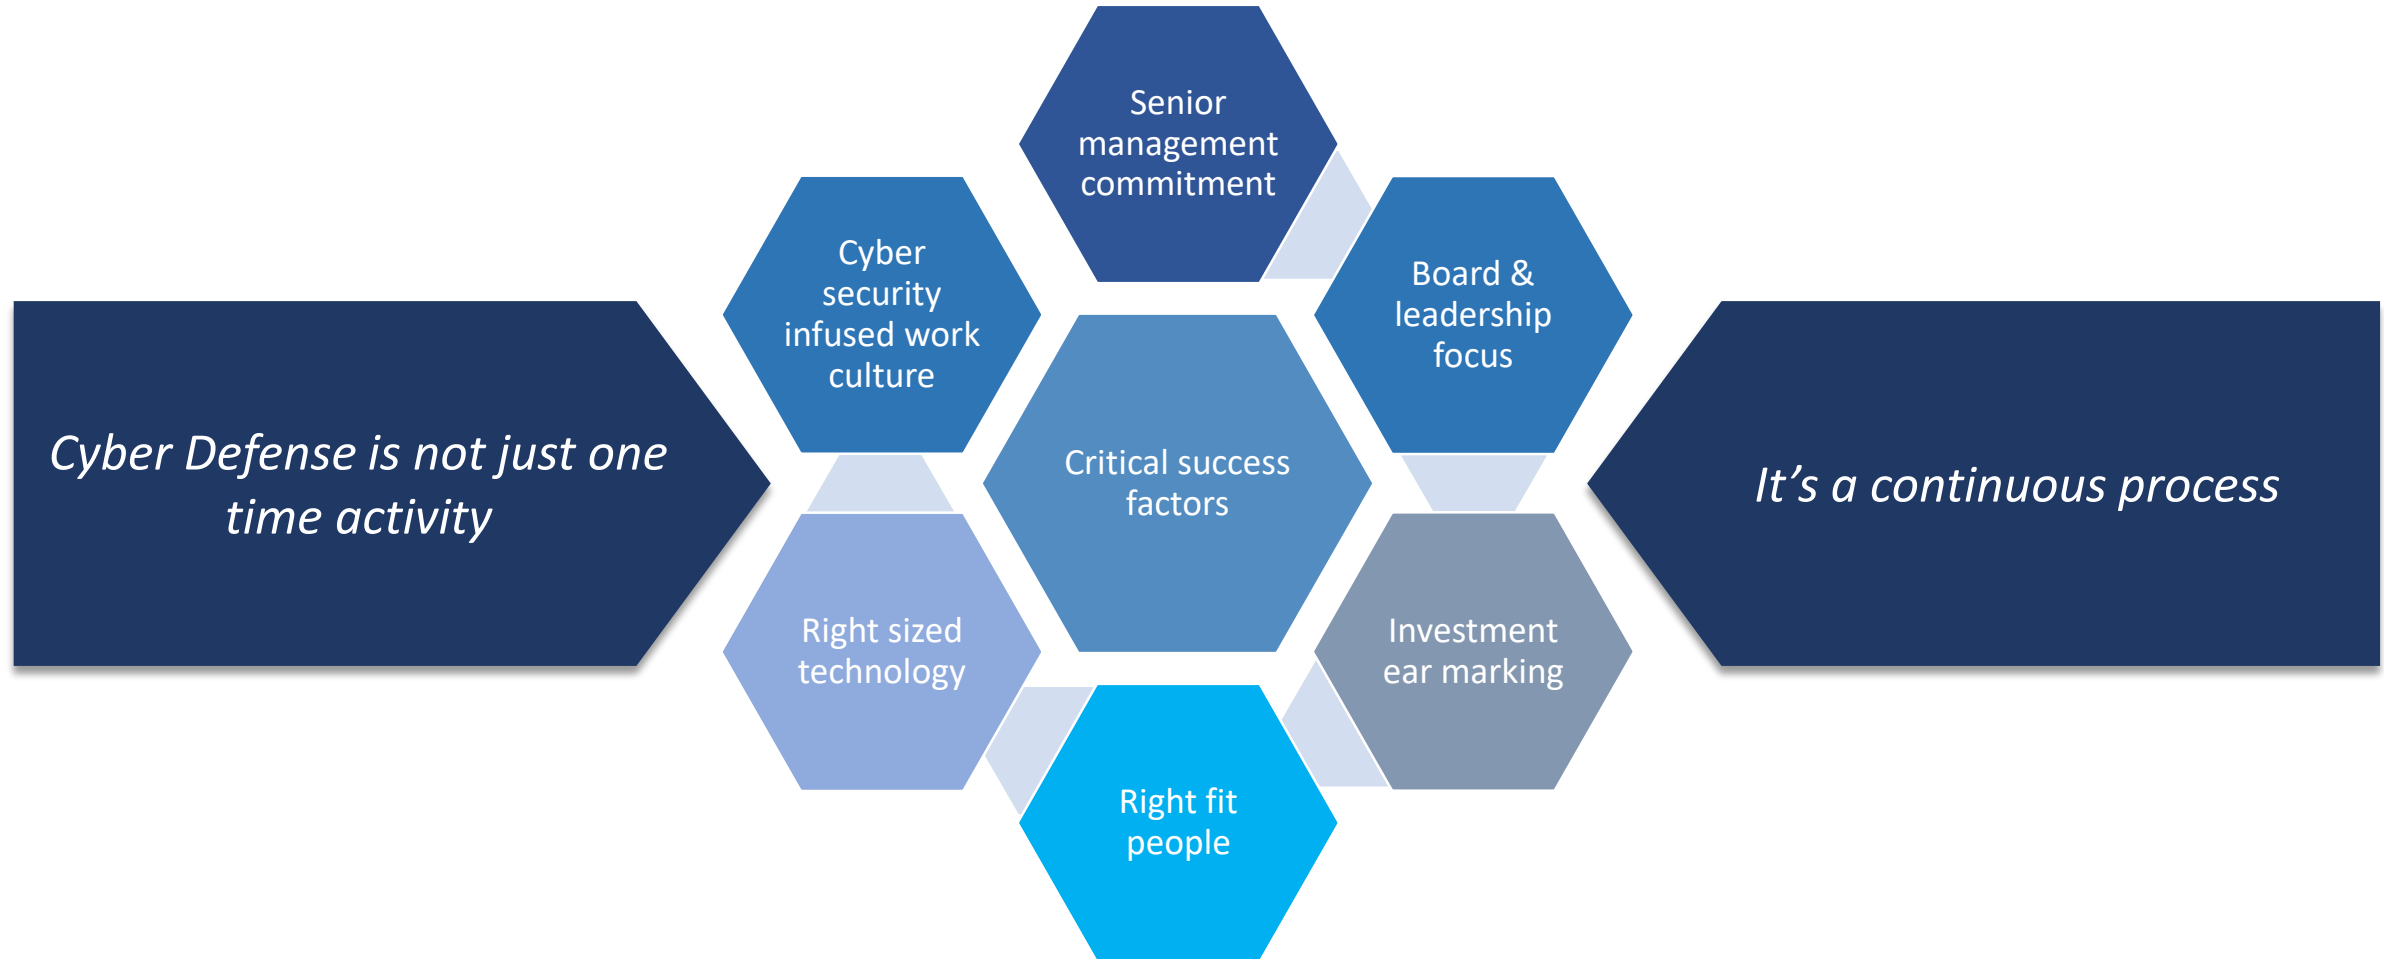 Senior
management
commitment
Cyber
security
infused work
culture
Board &
leadership
focus
Cyber Defense is not just one
time activity
Critical success
factors
It’s a continuous process
Right sized
technology
Investment
ear marking
Right fit
people